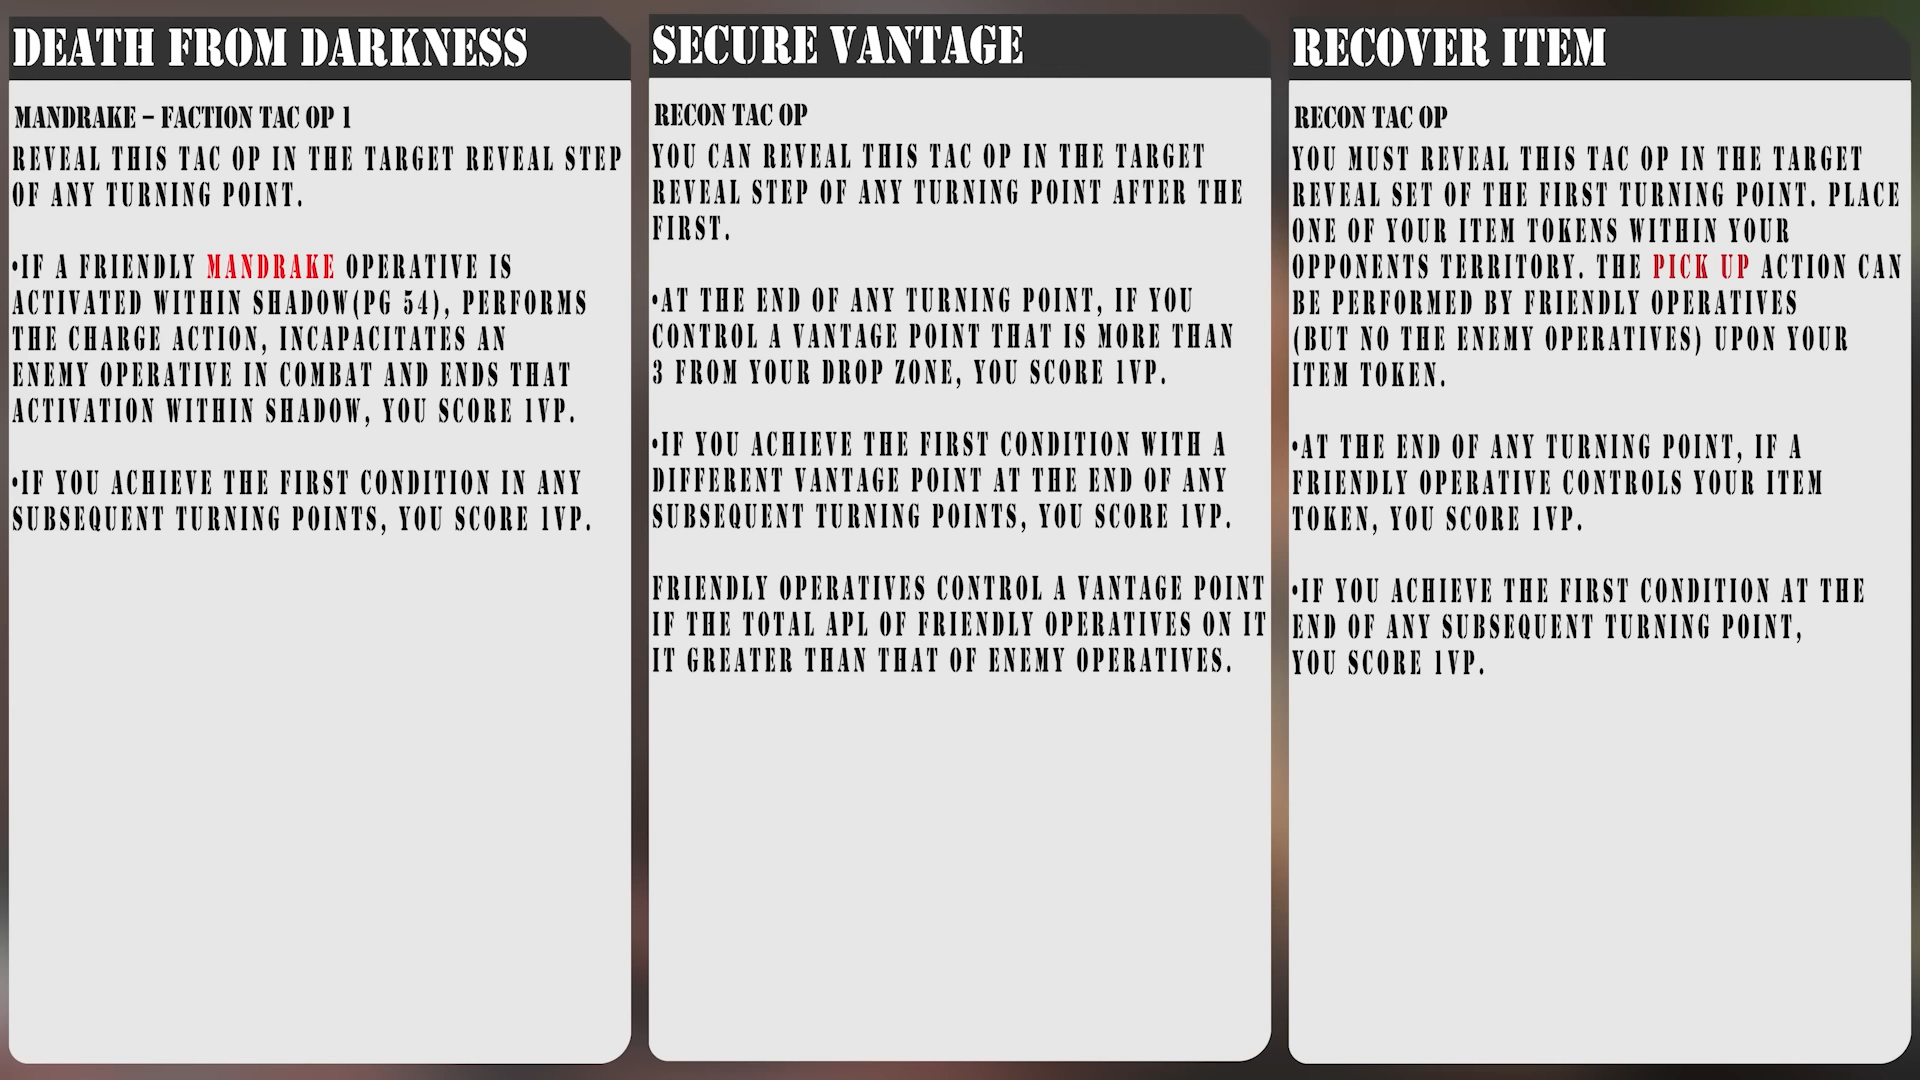 DEATH FROM DARKNESS
MANDRAKE – FACTION TAC OP 1
REVEAL THIS TAC OP IN THE TARGET REVEAL STEP
OF ANY TURNING POINT.
•IF A FRIENDLY MANDRAKE OPERATIVE IS
ACTIVATED WITHIN SHADOW(PG 54), PERFORMS
THE CHARGE ACTION, INCAPACITATES AN
ENEMY OPERATIVE IN COMBAT AND ENDS THAT
ACTIVATION WITHIN SHADOW, YOU SCORE 1VP.
•IF YOU ACHIEVE THE FIRST CONDITION IN ANY
SUBSEQUENT TURNING POINTS, YOU SCORE 1VP.
SECURE VANTAGE
RECON TAC OP
YOU CAN REVEAL THIS TAC OP IN THE TARGET
REVEAL STEP OF ANY TURNING POINT AFTER THE
FIRST.
•AT THE END OF ANY TURNING POINT, IF YOU
CONTROL A VANTAGE POINT THAT IS MORE THAN
3 FROM YOUR DROP ZONE, YOU SCORE 1VP.
•IF YOU ACHIEVE THE FIRST CONDITION WITH A
DIFFERENT VANTAGE POINT AT THE END OF ANY
SUBSEQUENT TURNING POINTS, YOU SCORE 1VP.
FRIENDLY OPERATIVES CONTROL A VANTAGE POINT
IF THE TOTAL APL OF FRIENDLY OPERATIVES ON IT
IT GREATER THAN THAT OF ENEMY OPERATIVES.
RECOVER ITEM
RECON TAC OP
YOU MUST REVEAL THIS TAC OP IN THE TARGET
REVEAL SET OF THE FIRST TURNING POINT. PLACE
ONE OF YOUR ITEM TOKENS WITHIN YOUR
OPPONENTS TERRITORY. THE PICK UP ACTION CAN
BE PERFORMED BY FRIENDLY OPERATIVES
(BUT NO THE ENEMY OPERATIVES) UPON YOUR
ITEM TOKEN.
•AT THE END OF ANY TURNING POINT, IF A
FRIENDLY OPERATIVE CONTROLS YOUR ITEM
TOKEN, YOU SCORE 1VP.
•IF YOU ACHIEVE THE FIRST CONDITION AT THE
END OF ANY SUBSEQUENT TURNING POINT,
YOU SCORE 1VP.